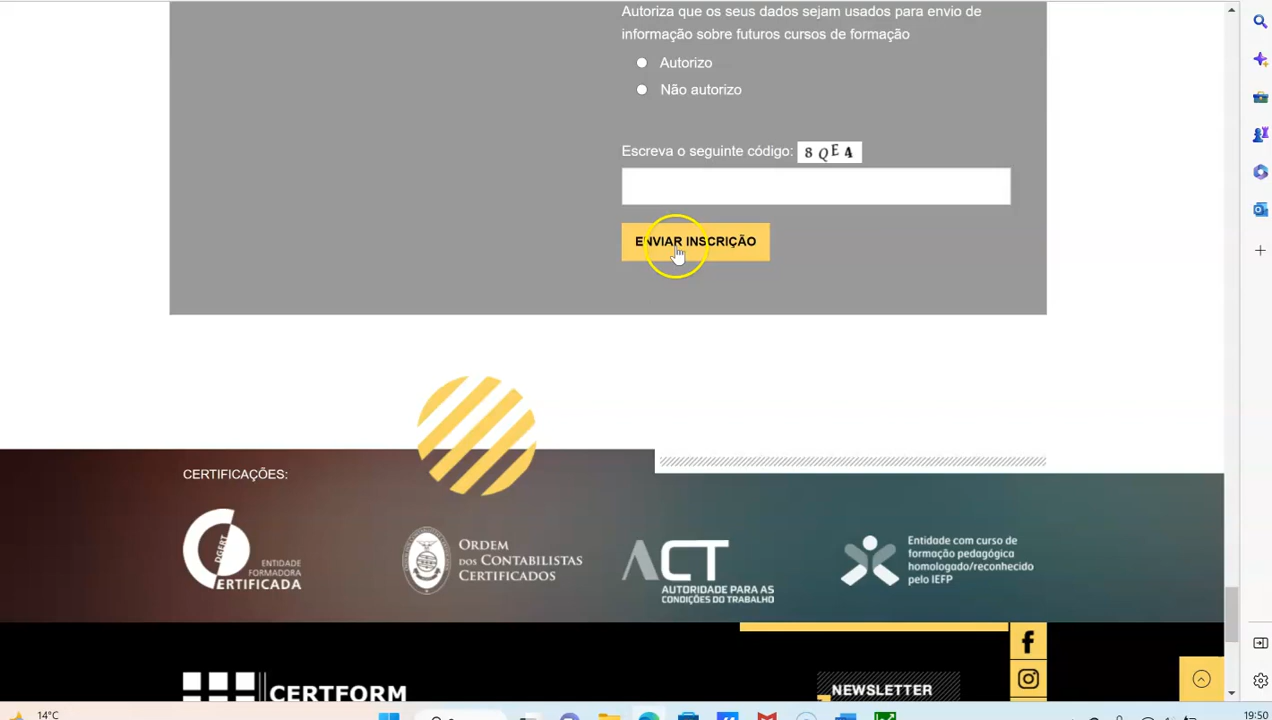 Autoriza que os seus dados sejam usados para envio de
informação sobre futuros cursos de formação
Autorizo
Não autorizo
Escreva o seguinte código: 8QE4
ENVIAR INSCRIÇÃO
CERTIFICAÇÕES:
DGERT
ENTIDADE
FORMADORA
CERTIFICADA
ORDEM
DOS CONTABILISTAS
CERTIFICADOS
ACT
AUTORIDADE PARA AS
CONDIÇÕES DO TRABALHO
Entidade com curso de
formação pedagógica
homologado/reconhecido
pelo IEFP
CERTFORM
NEWSLETTER
14°C
19:50